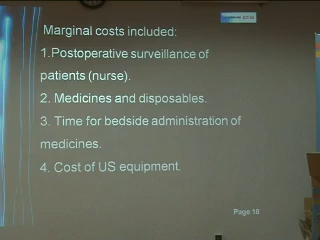 Marginal costs included:
1.Postoperative surveillance of
patients (nurse).
2. Medicines and disposables.
3. Time for bedside administration of
medicines.
4. Cost of US equipment.
Page 18